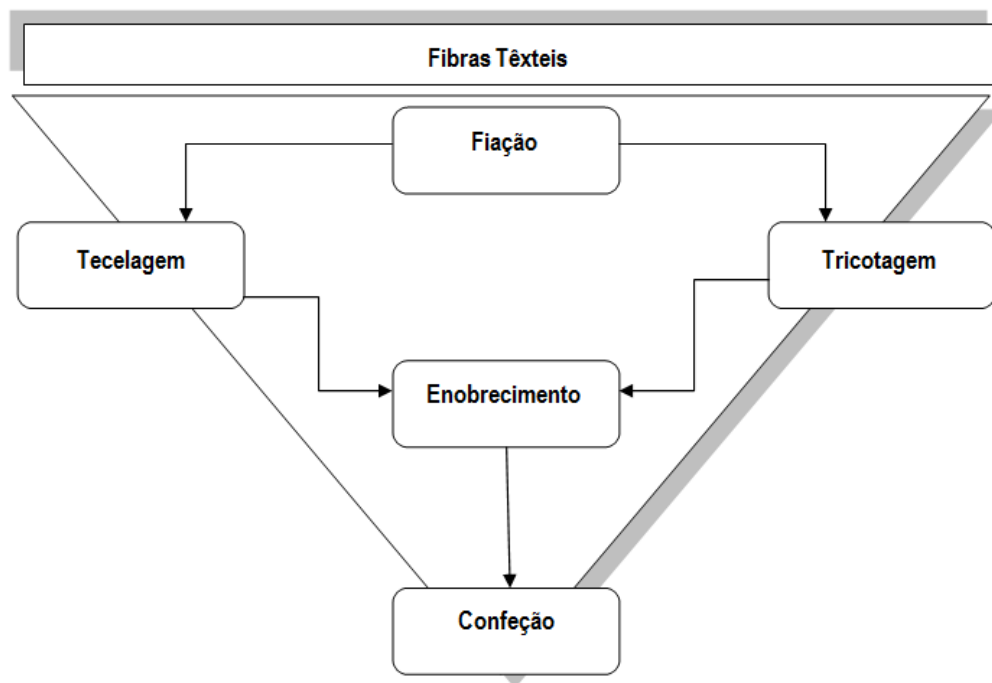 Fibras Têxteis
Fiação
Tecelagem
Tricotagem
Enobrecimento
Confeção